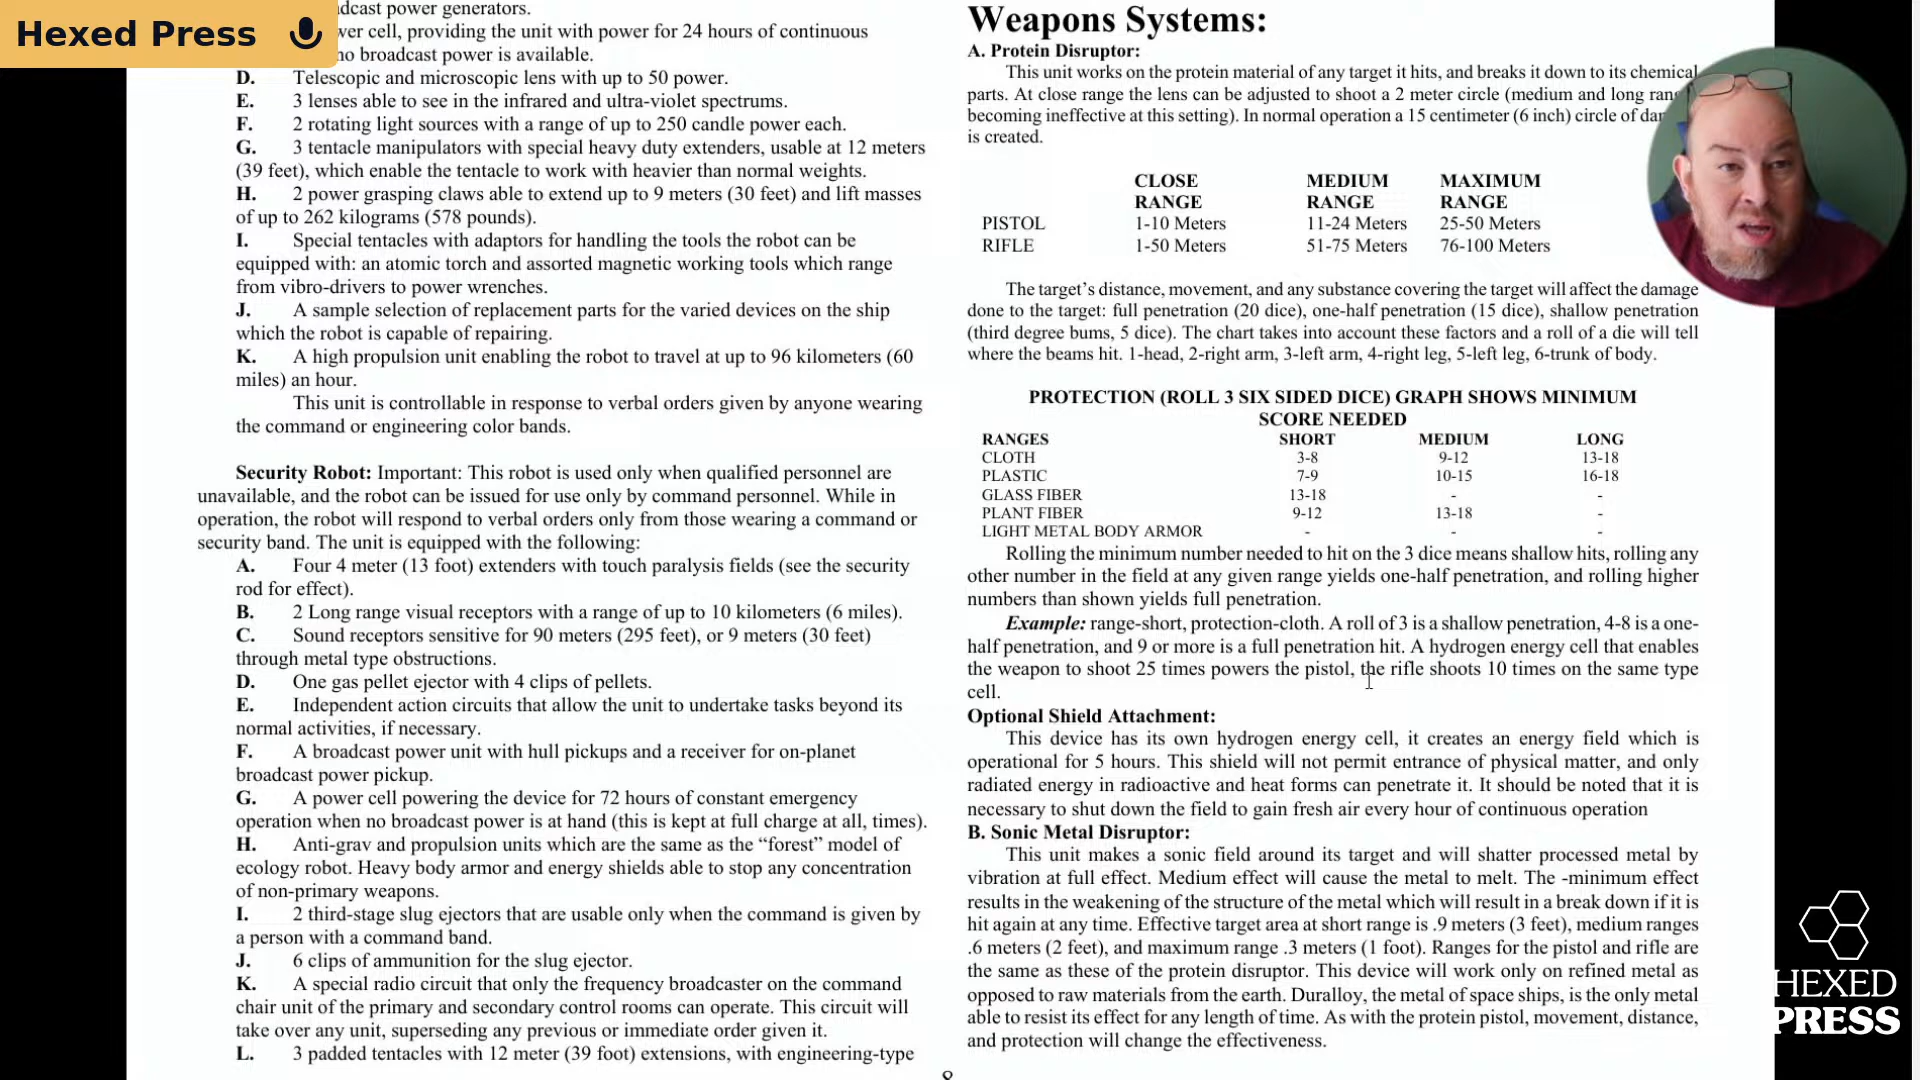 Hexed Press
dcast power generators.
wer cell, providing the unit with power for 24 hours of continuous
no broadcast power is available.
D. Telescopic and microscopic lens with up to 50 power.
E. 3 lenses able to see in the infrared and ultra-violet spectrums.
F. 2 rotating light sources with a range of up to 250 candle power each.
G. 3 tentacle manipulators with special heavy duty extenders, usable at 12 meters
(39 feet), which enable the tentacle to work with heavier than normal weights.
H. 2 power grasping claws able to extend up to 9 meters (30 feet) and lift masses
of up to 262 kilograms (578 pounds).
I. Special tentacles with adaptors for handling the tools the robot can be
equipped with: an atomic torch and assorted magnetic working tools which range
from vibro-drivers to power wrenches.
J. A sample selection of replacement parts for the varied devices on the ship
which the robot is capable of repairing.
K. A high propulsion unit enabling the robot to travel at up to 96 kilometers (60
miles) an hour.
This unit is controllable in response to verbal orders given by anyone wearing
the command or engineering color bands.
Security Robot: Important: This robot is used only when qualified personnel are
unavailable, and the robot can be issued for use only by command personnel. While in
operation, the robot will respond to verbal orders only from those wearing a command or
security band. The unit is equipped with the following:
A. Four 4 meter (13 foot) extenders with touch paralysis fields (see the security
rod for effect).
B. 2 Long range visual receptors with a range of up to 10 kilometers (6 miles).
C. Sound receptors sensitive for 90 meters (295 feet), or 9 meters (30 feet)
through metal type obstructions.
D. One gas pellet ejector with 4 clips of pellets.
E. Independent action circuits that allow the unit to undertake tasks beyond its
normal activities, if necessary.
F. A broadcast power unit with hull pickups and a receiver for on-planet
broadcast power pickup.
G. A power cell powering the device for 72 hours of constant emergency
operation when no broadcast power is at hand (this is kept at full charge at all, times).
H. Anti-grav and propulsion units which are the same as the “forest” model of
ecology robot. Heavy body armor and energy shields able to stop any concentration
of non-primary weapons.
I. 2 third-stage slug ejectors that are usable only when the command is given by
a person with a command band.
J. 6 clips of ammunition for the slug ejector.
K. A special radio circuit that only the frequency broadcaster on the command
chair unit of the primary and secondary control rooms can operate. This circuit will
take over any unit, superseding any previous or immediate order given it.
L. 3 padded tentacles with 12 meter (39 foot) extensions, with engineering-type
Weapons Systems:
A. Protein Disruptor:
This unit works on the protein material of any target it hits, and breaks it down to its chemical
parts. At close range the lens can be adjusted to shoot a 2 meter circle (medium and long ran
becoming ineffective at this setting). In normal operation a 15 centimeter (6 inch) circle of da
is created.
CLOSE MEDIUM MAXIMUM
RANGE RANGE RANGE
PISTOL 1-10 Meters 11-24 Meters 25-50 Meters
RIFLE 1-50 Meters 51-75 Meters 76-100 Meters
The target’s distance, movement, and any substance covering the target will affect the damage
done to the target: full penetration (20 dice), one-half penetration (15 dice), shallow penetration
(third degree bums, 5 dice). The chart takes into account these factors and a roll of a die will tell
where the beams hit. 1-head, 2-right arm, 3-left arm, 4-right leg, 5-left leg, 6-trunk of body.
PROTECTION (ROLL 3 SIX SIDED DICE) GRAPH SHOWS MINIMUM
SCORE NEEDED
RANGES SHORT MEDIUM LONG
CLOTH 3-8 9-12 13-18
PLASTIC 7-9 10-15 16-18
GLASS FIBER 13-18 - -
PLANT FIBER 9-12 13-18 -
LIGHT METAL BODY ARMOR - - -
Rolling the minimum number needed to hit on the 3 dice means shallow hits, rolling any
other number in the field at any given range yields one-half penetration, and rolling higher
numbers than shown yields full penetration.
Example: range-short, protection-cloth. A roll of 3 is a shallow penetration, 4-8 is a one-
half penetration, and 9 or more is a full penetration hit. A hydrogen energy cell that enables
the weapon to shoot 25 times powers the pistol, the rifle shoots 10 times on the same type
cell.
Optional Shield Attachment:
This device has its own hydrogen energy cell, it creates an energy field which is
operational for 5 hours. This shield will not permit entrance of physical matter, and only
radiated energy in radioactive and heat forms can penetrate it. It should be noted that it is
necessary to shut down the field to gain fresh air every hour of continuous operation
B. Sonic Metal Disruptor:
This unit makes a sonic field around its target and will shatter processed metal by
vibration at full effect. Medium effect will cause the metal to melt. The -minimum effect
results in the weakening of the structure of the metal which will result in a break down if it is
hit again at any time. Effective target area at short range is .9 meters (3 feet), medium ranges
.6 meters (2 feet), and maximum range .3 meters (1 foot). Ranges for the pistol and rifle are
the same as these of the protein disruptor. This device will work only on refined metal as
opposed to raw materials from the earth. Duralloy, the metal of space ships, is the only metal
able to resist its effect for any length of time. As with the protein pistol, movement, distance,
and protection will change the effectiveness.
HEXED
PRESS